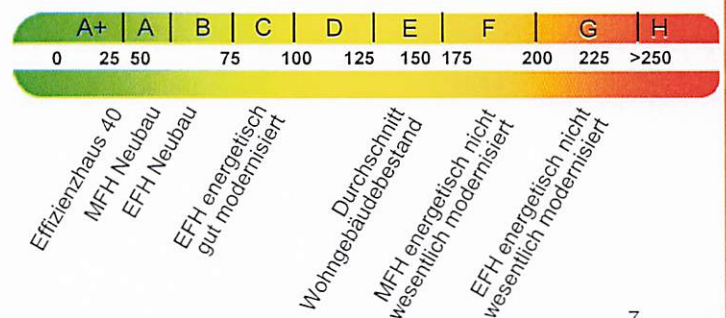 A+ A B C D E F G H
0 25 50 75 100 125 150 175 200 225 >250
Effizienzhaus 40
MFH Neubau
EFH Neubau
EFH energetisch
gut modernisiert
Durchschnitt
Wohngebäudebestand
MFH energetisch nicht
wesentlich modernisiert
EFH energetisch nicht
wesentlich modernisiert